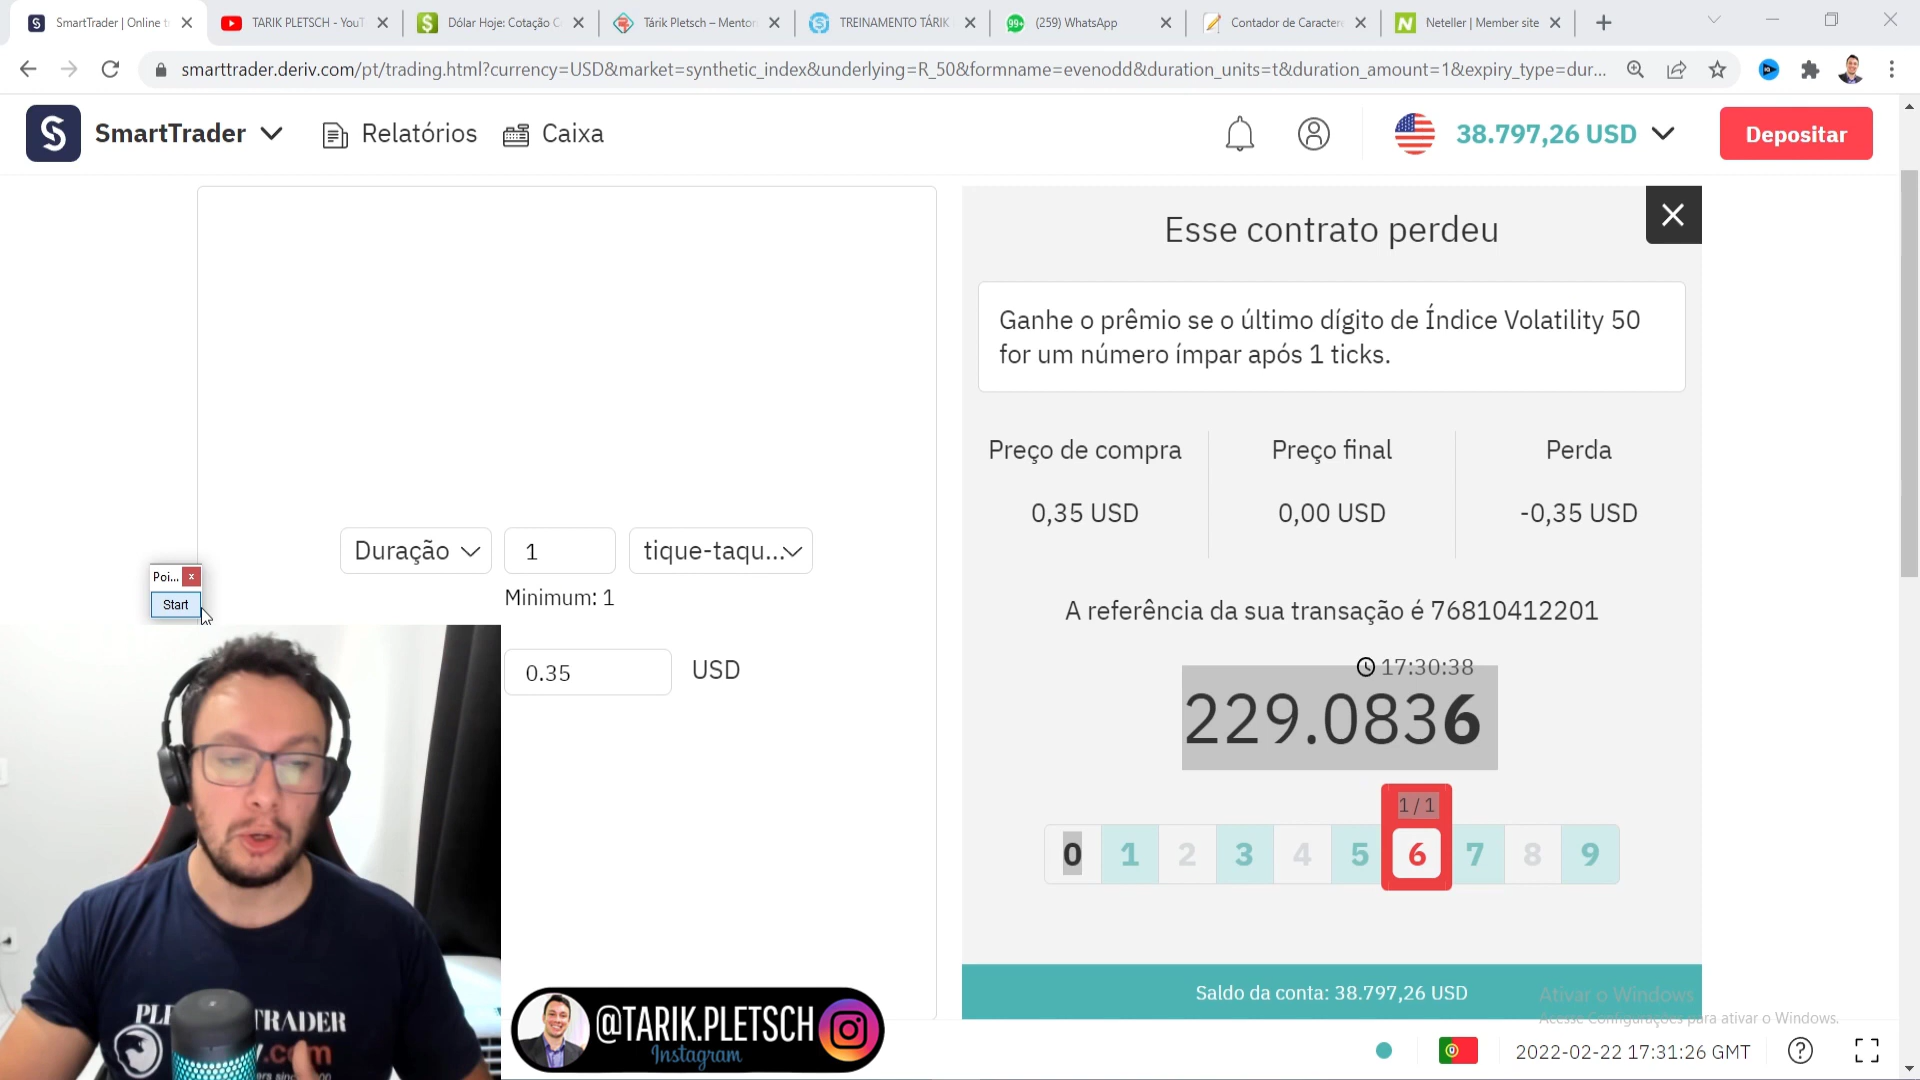 SmartTrader | Online t
TARIK PLETSCH - YouT
Dólar Hoje: Cotação C
Tárik Pletsch – Mentor
TREINAMENTO TÁRIK
(259) WhatsApp
Contador de Caractere
Neteller | Member site
smarttrader.deriv.com/pt/trading.html?currency=USD&market=synthetic_index&underlying=R_50&formname=evenodd&duration_units=t&duration_amount=1&expiry_type=dur...
SmartTrader
Relatórios
Caixa
38.797,26 USD
Depositar
Esse contrato perdeu
Ganhe o prêmio se o último dígito de Índice Volatility 50
for um número ímpar após 1 ticks.
Preço de compra
Preço final
Perda
0,35 USD
0,00 USD
-0,35 USD
Duração
1
tique-taqu...
Minimum: 1
Poi...
Start
A referência da sua transação é 76810412201
0.35
USD
17:30:38
229.0836
1 / 1
0 1 2 3 4 5 6 7 8 9
Saldo da conta: 38.797,26 USD
Ativar o Windows
Acesse Configurações para ativar o Windows.
@TARIK.PLETSCH
Instagram
TRADER
.com
2022-02-22 17:31:26 GMT